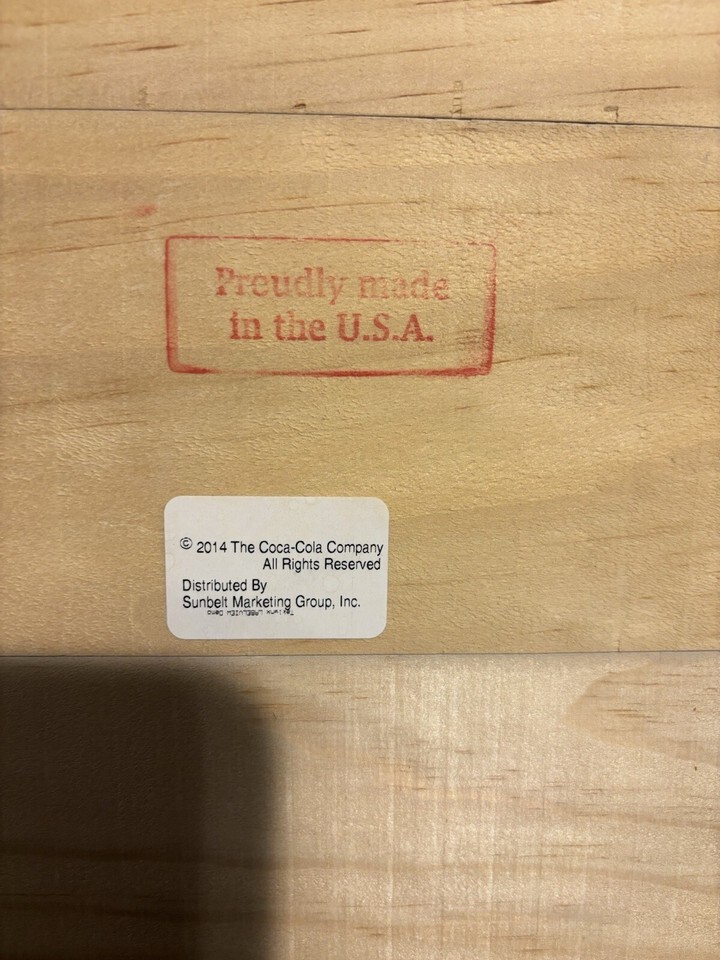 Proudly made
in the U.S.A.
© 2014 The Coca-Cola Company
All Rights Reserved
Distributed By
Sunbelt Marketing Group, Inc.